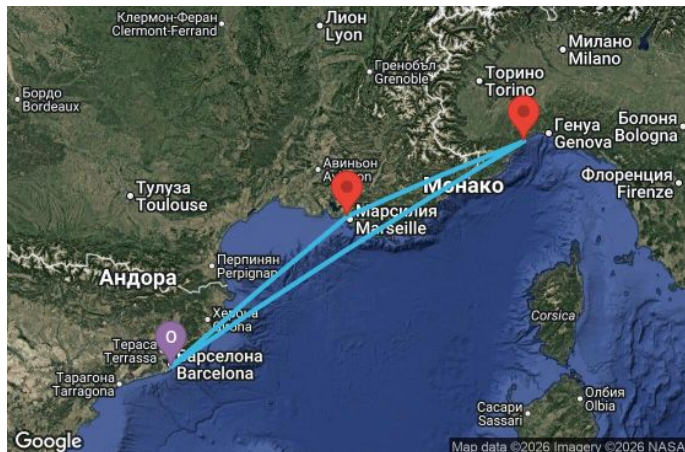 Клермон-Феран
Clermont-Ferrand
Лион
Lyon
Милано
Milano
Гренобъл
Grenoble
Торино
Torino
Бордо
Bordeaux
Генуа
Genova
Болоня
Bologna
Авиньон
Монако
Флоренция
Firenze
Тулуза
Toulouse
Марсилия
Marseille
Перпинян
Perpignan
Андора
Corsica
O
Тераса
Terrassa
Барселона
Barcelona
Тарагона
Tarragona
Олбия
Olbia
Сасари
Sassari
Google
Map data ©2026 Imagery ©2026 NASA